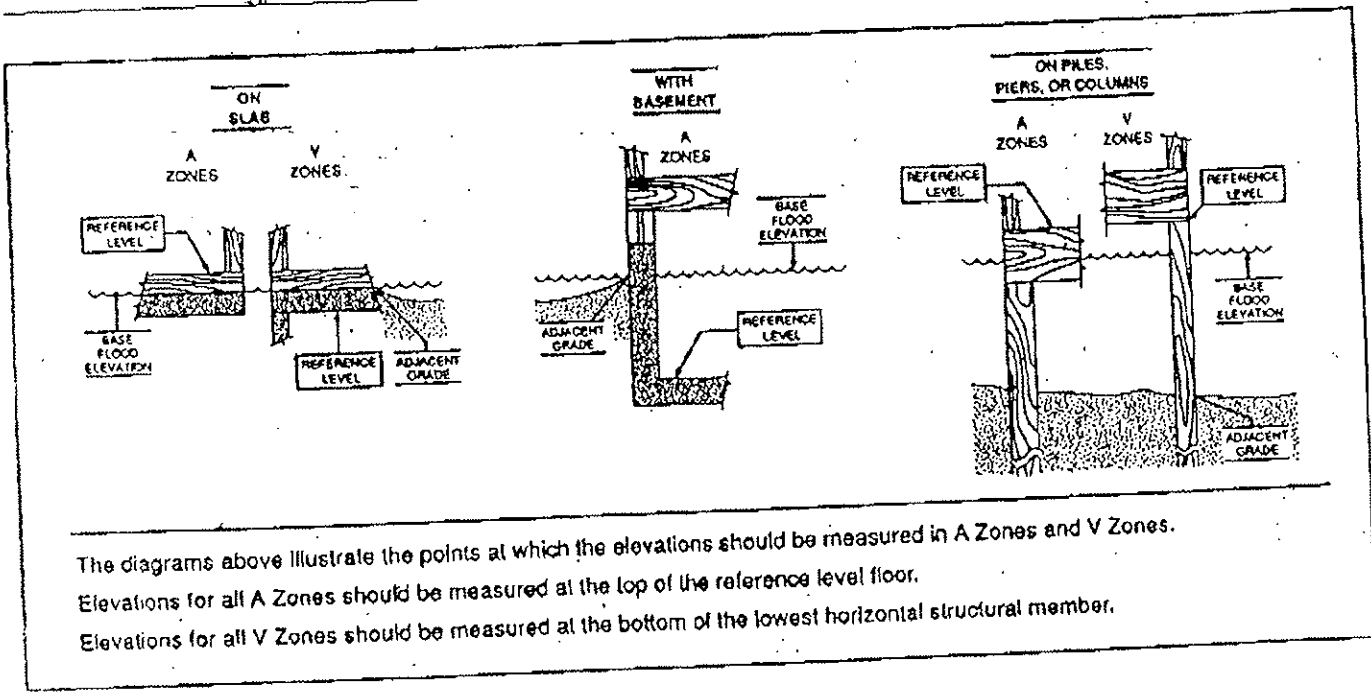 ON
SLAB
A
ZONES
V
ZONES
REFERENCE
LEVEL
BASE
FLOOD
ELEVATION
REFERENCE
LEVEL
ADJACENT
GRADE
WITH
BASEMENT
A
ZONES
BASE
FLOOD
ELEVATION
ADJACENT
GRADE
REFERENCE
LEVEL
ON PILES,
PIERS, OR COLUMNS
A
ZONES
V
ZONES
REFERENCE
LEVEL
REFERENCE
LEVEL
BASE
FLOOD
ELEVATION
ADJACENT
GRADE
The diagrams above illustrate the points at which the elevations should be measured in A Zones and V Zones.
Elevations for all A Zones should be measured at the top of the reference level floor.
Elevations for all V Zones should be measured at the bottom of the lowest horizontal structural member.